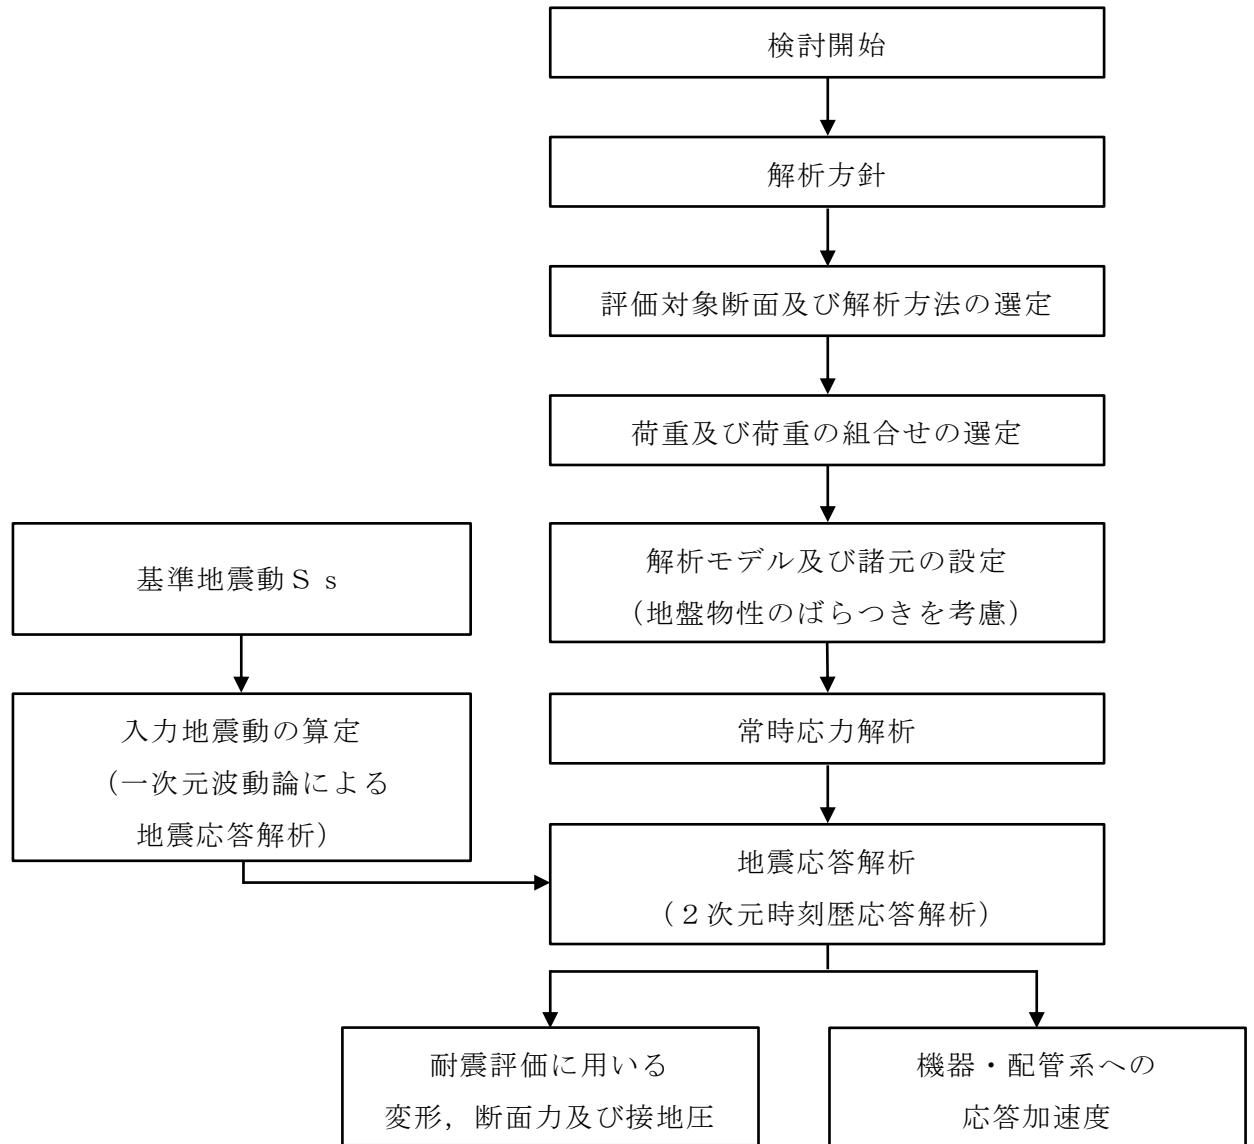 検討開始
解析方針
評価対象断面及び解析方法の選定
荷重及び荷重の組合せの選定
解析モデル及び諸元の設定
（地盤物性のばらつきを考慮）
基準地震動Ｓｓ
入力地震動の算定
（一次元波動論による
地震応答解析）
常時応力解析
地震応答解析
（２次元時刻歴応答解析）
耐震評価に用いる
変形，断面力及び接地圧
機器・配管系への
応答加速度